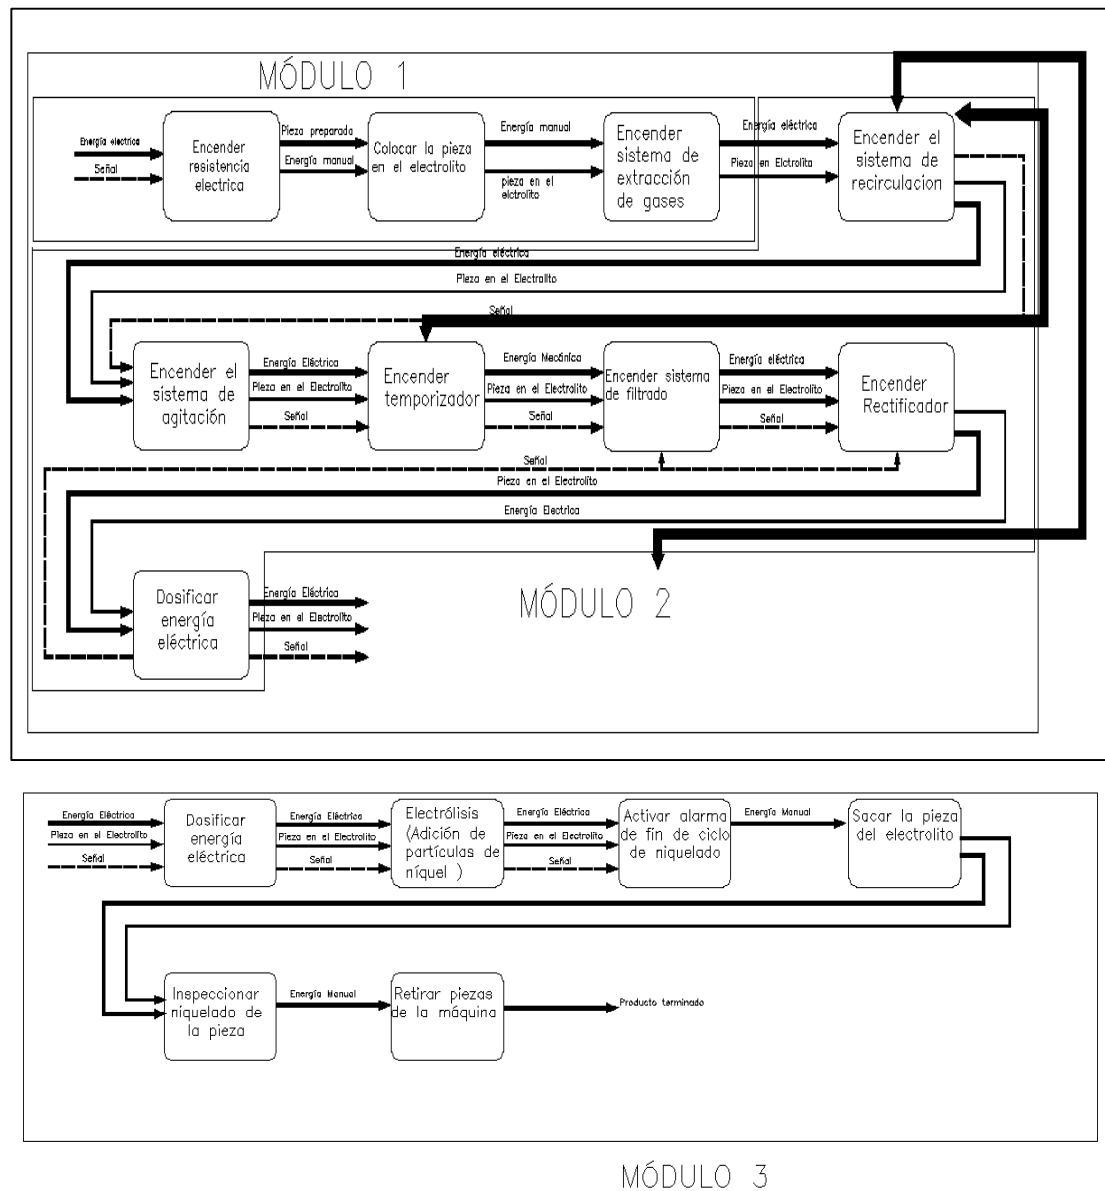 MÓDULO 1
Energía electrica
Señal
Encender
resistencia
electrica
Pieza preparada
Energía manual
Colocar la pieza
en el electrolito
Energía manual
pieza en el
elctrolito
Encender
sistema de
extracción
de gases
Energía eléctrica
Pieza en Elctrolito
Encender el
sistema de
recirculacion
Energía eléctrica
Pieza en el Electrolito
Señal
Encender el
sistema de
agitación
Energía Eléctrica
Pieza en el Electrolito
Señal
Encender
temporizador
Energía Mecánica
Pieza en el Electrolito
Señal
Encender sistema
de filtrado
Energía eléctrica
Pieza en el Electrolito
Señal
Encender
Rectificador
Señal
Pieza en el Electrolito
Energía Electrica
Dosificar
energía
eléctrica
Energía Eléctrica
Pieza en el Electrolito
Señal
MÓDULO 2
Energía Eléctrica
Pieza en el Electrolito
Señal
Dosificar
energía
eléctrica
Energía Eléctrica
Pieza en el Electrolito
Señal
Electrólisis
(Adición de
partículas de
níquel )
Energía Eléctrica
Pieza en el Electrolito
Señal
Activar alarma
de fin de ciclo
de niquelado
Energía Manual
Sacar la pieza
del electrolito
Inspeccionar
niquelado de
la pieza
Energía Manual
Retirar piezas
de la máquina
Producto terminado
MÓDULO 3